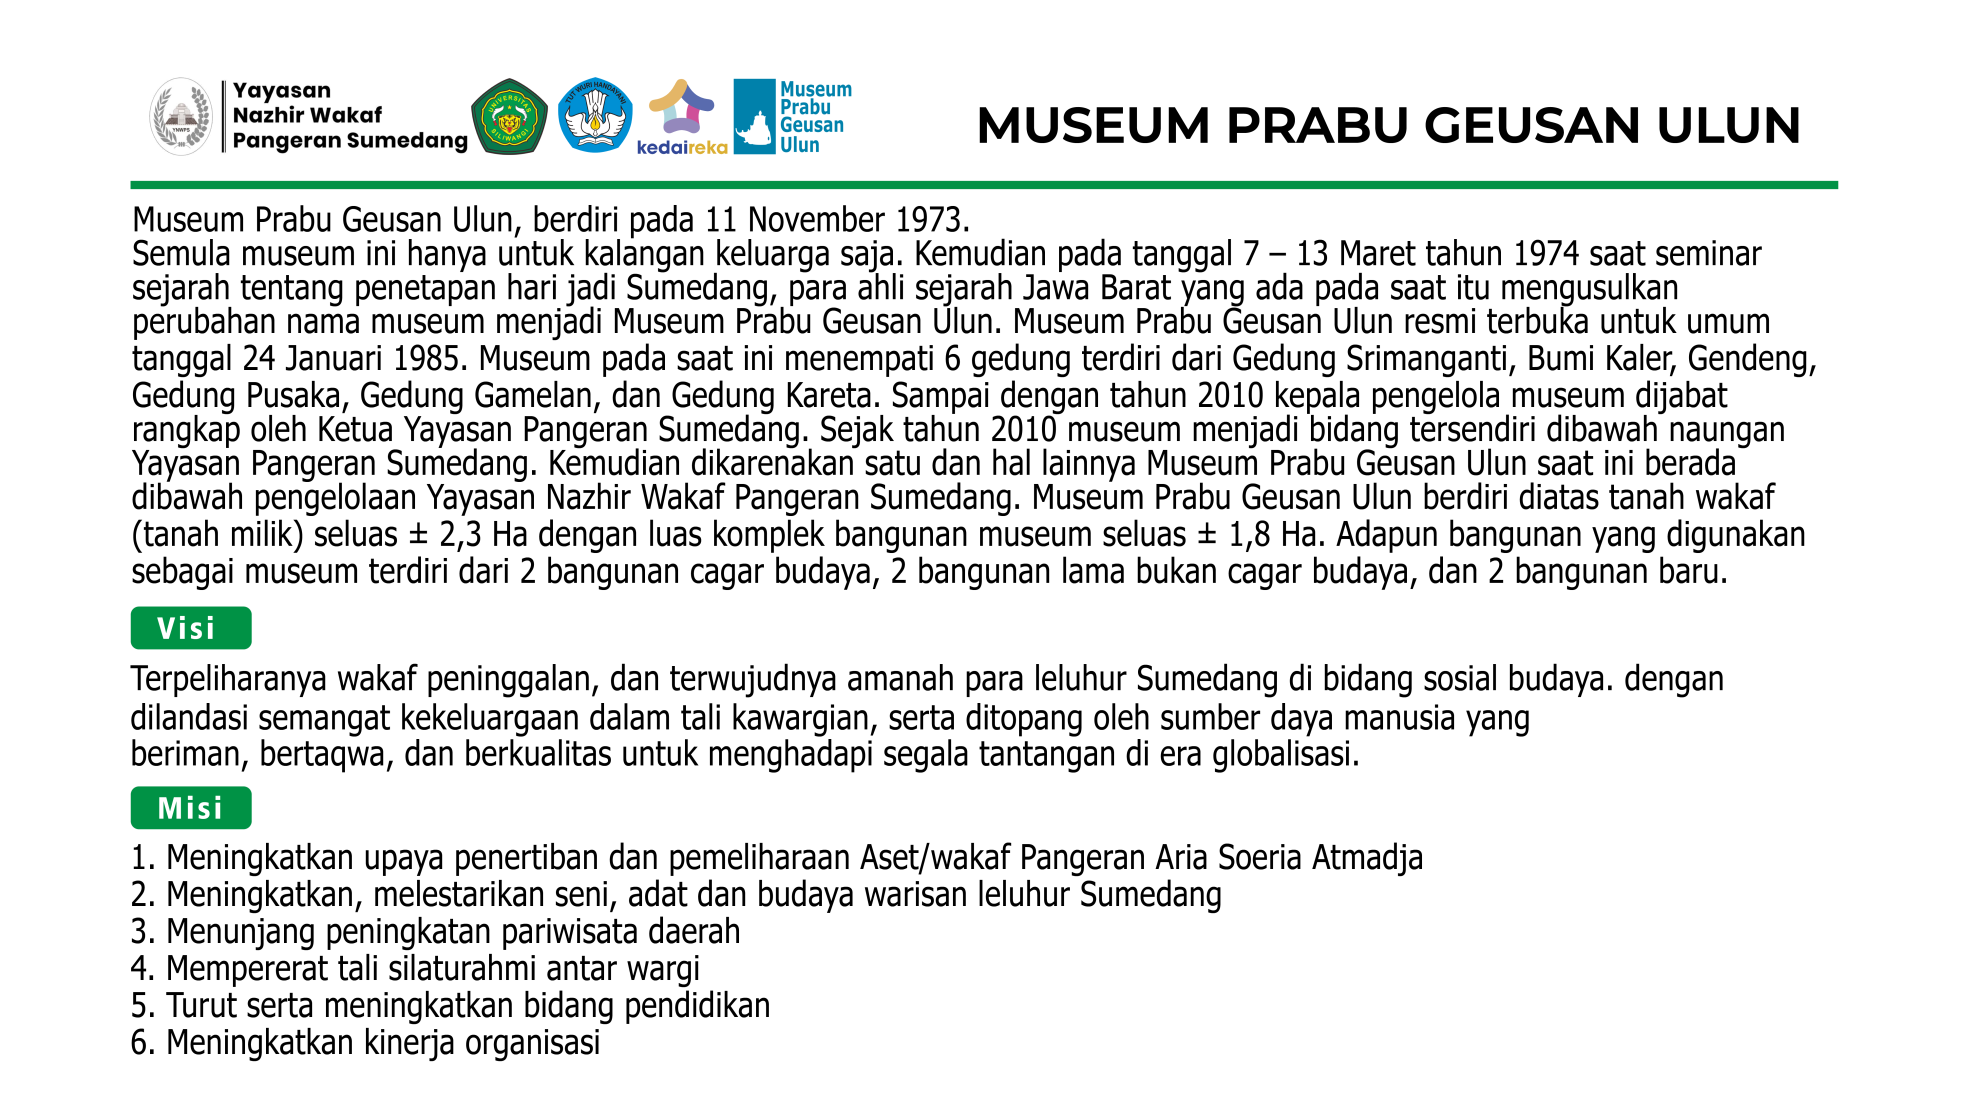 Yayasan
Nazhir Wakaf
Pangeran Sumedang
YNWPS
UNIVERSITAS
SILIWANGI
TUT WURI HANDAYANI
kedaireka
Museum
Prabu
Geusan
Ulun
MUSEUM PRABU GEUSAN ULUN
Museum Prabu Geusan Ulun, berdiri pada 11 November 1973.
Semula museum ini hanya untuk kalangan keluarga saja. Kemudian pada tanggal 7 – 13 Maret tahun 1974 saat seminar
sejarah tentang penetapan hari jadi Sumedang, para ahli sejarah Jawa Barat yang ada pada saat itu mengusulkan
perubahan nama museum menjadi Museum Prabu Geusan Ulun. Museum Prabu Geusan Ulun resmi terbuka untuk umum
tanggal 24 Januari 1985. Museum pada saat ini menempati 6 gedung terdiri dari Gedung Srimanganti, Bumi Kaler, Gendeng,
Gedung Pusaka, Gedung Gamelan, dan Gedung Kareta. Sampai dengan tahun 2010 kepala pengelola museum dijabat
rangkap oleh Ketua Yayasan Pangeran Sumedang. Sejak tahun 2010 museum menjadi bidang tersendiri dibawah naungan
Yayasan Pangeran Sumedang. Kemudian dikarenakan satu dan hal lainnya Museum Prabu Geusan Ulun saat ini berada
dibawah pengelolaan Yayasan Nazhir Wakaf Pangeran Sumedang. Museum Prabu Geusan Ulun berdiri diatas tanah wakaf
(tanah milik) seluas ± 2,3 Ha dengan luas komplek bangunan museum seluas ± 1,8 Ha. Adapun bangunan yang digunakan
sebagai museum terdiri dari 2 bangunan cagar budaya, 2 bangunan lama bukan cagar budaya, dan 2 bangunan baru.
Visi
Terpeliharanya wakaf peninggalan, dan terwujudnya amanah para leluhur Sumedang di bidang sosial budaya. dengan
dilandasi semangat kekeluargaan dalam tali kawargian, serta ditopang oleh sumber daya manusia yang
beriman, bertaqwa, dan berkualitas untuk menghadapi segala tantangan di era globalisasi.
Misi
1. Meningkatkan upaya penertiban dan pemeliharaan Aset/wakaf Pangeran Aria Soeria Atmadja
2. Meningkatkan, melestarikan seni, adat dan budaya warisan leluhur Sumedang
3. Menunjang peningkatan pariwisata daerah
4. Mempererat tali silaturahmi antar wargi
5. Turut serta meningkatkan bidang pendidikan
6. Meningkatkan kinerja organisasi